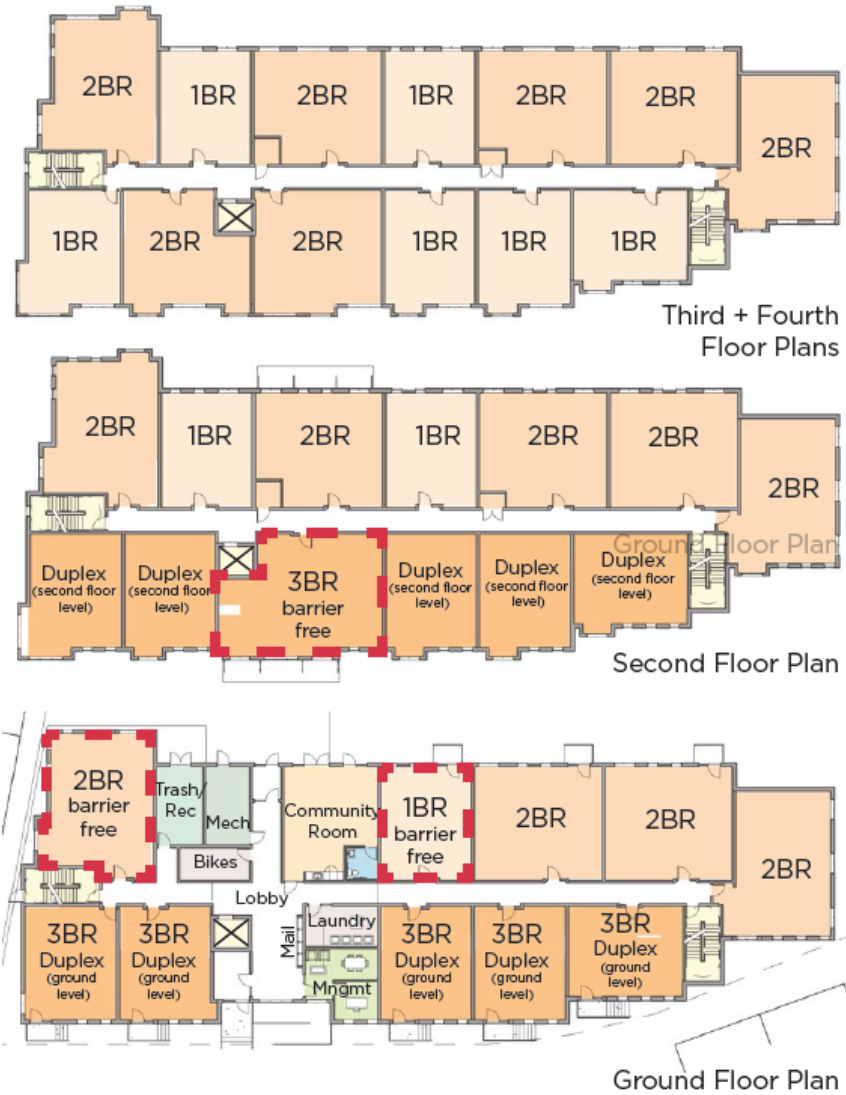 2BR
1BR
2BR
1BR
2BR
2BR
2BR
1BR
2BR
2BR
1BR
1BR
1BR
Third + Fourth
Floor Plans
2BR
1BR
2BR
1BR
2BR
2BR
2BR
Ground Floor Plan
Duplex
(second floor
level)
Duplex
(second floor
level)
3BR
barrier
free
Duplex
(second floor
level)
Duplex
(second floor
level)
Duplex
(second floor
level)
Second Floor Plan
2BR
barrier
free
Trash/
Rec
Mech
Bikes
Community
Room
1BR
barrier
free
2BR
2BR
2BR
Lobby
3BR
Duplex
(ground
level)
3BR
Duplex
(ground
level)
Mail
Laundry
Mngmt
3BR
Duplex
(ground
level)
3BR
Duplex
(ground
level)
3BR
Duplex
(ground
level)
Ground Floor Plan